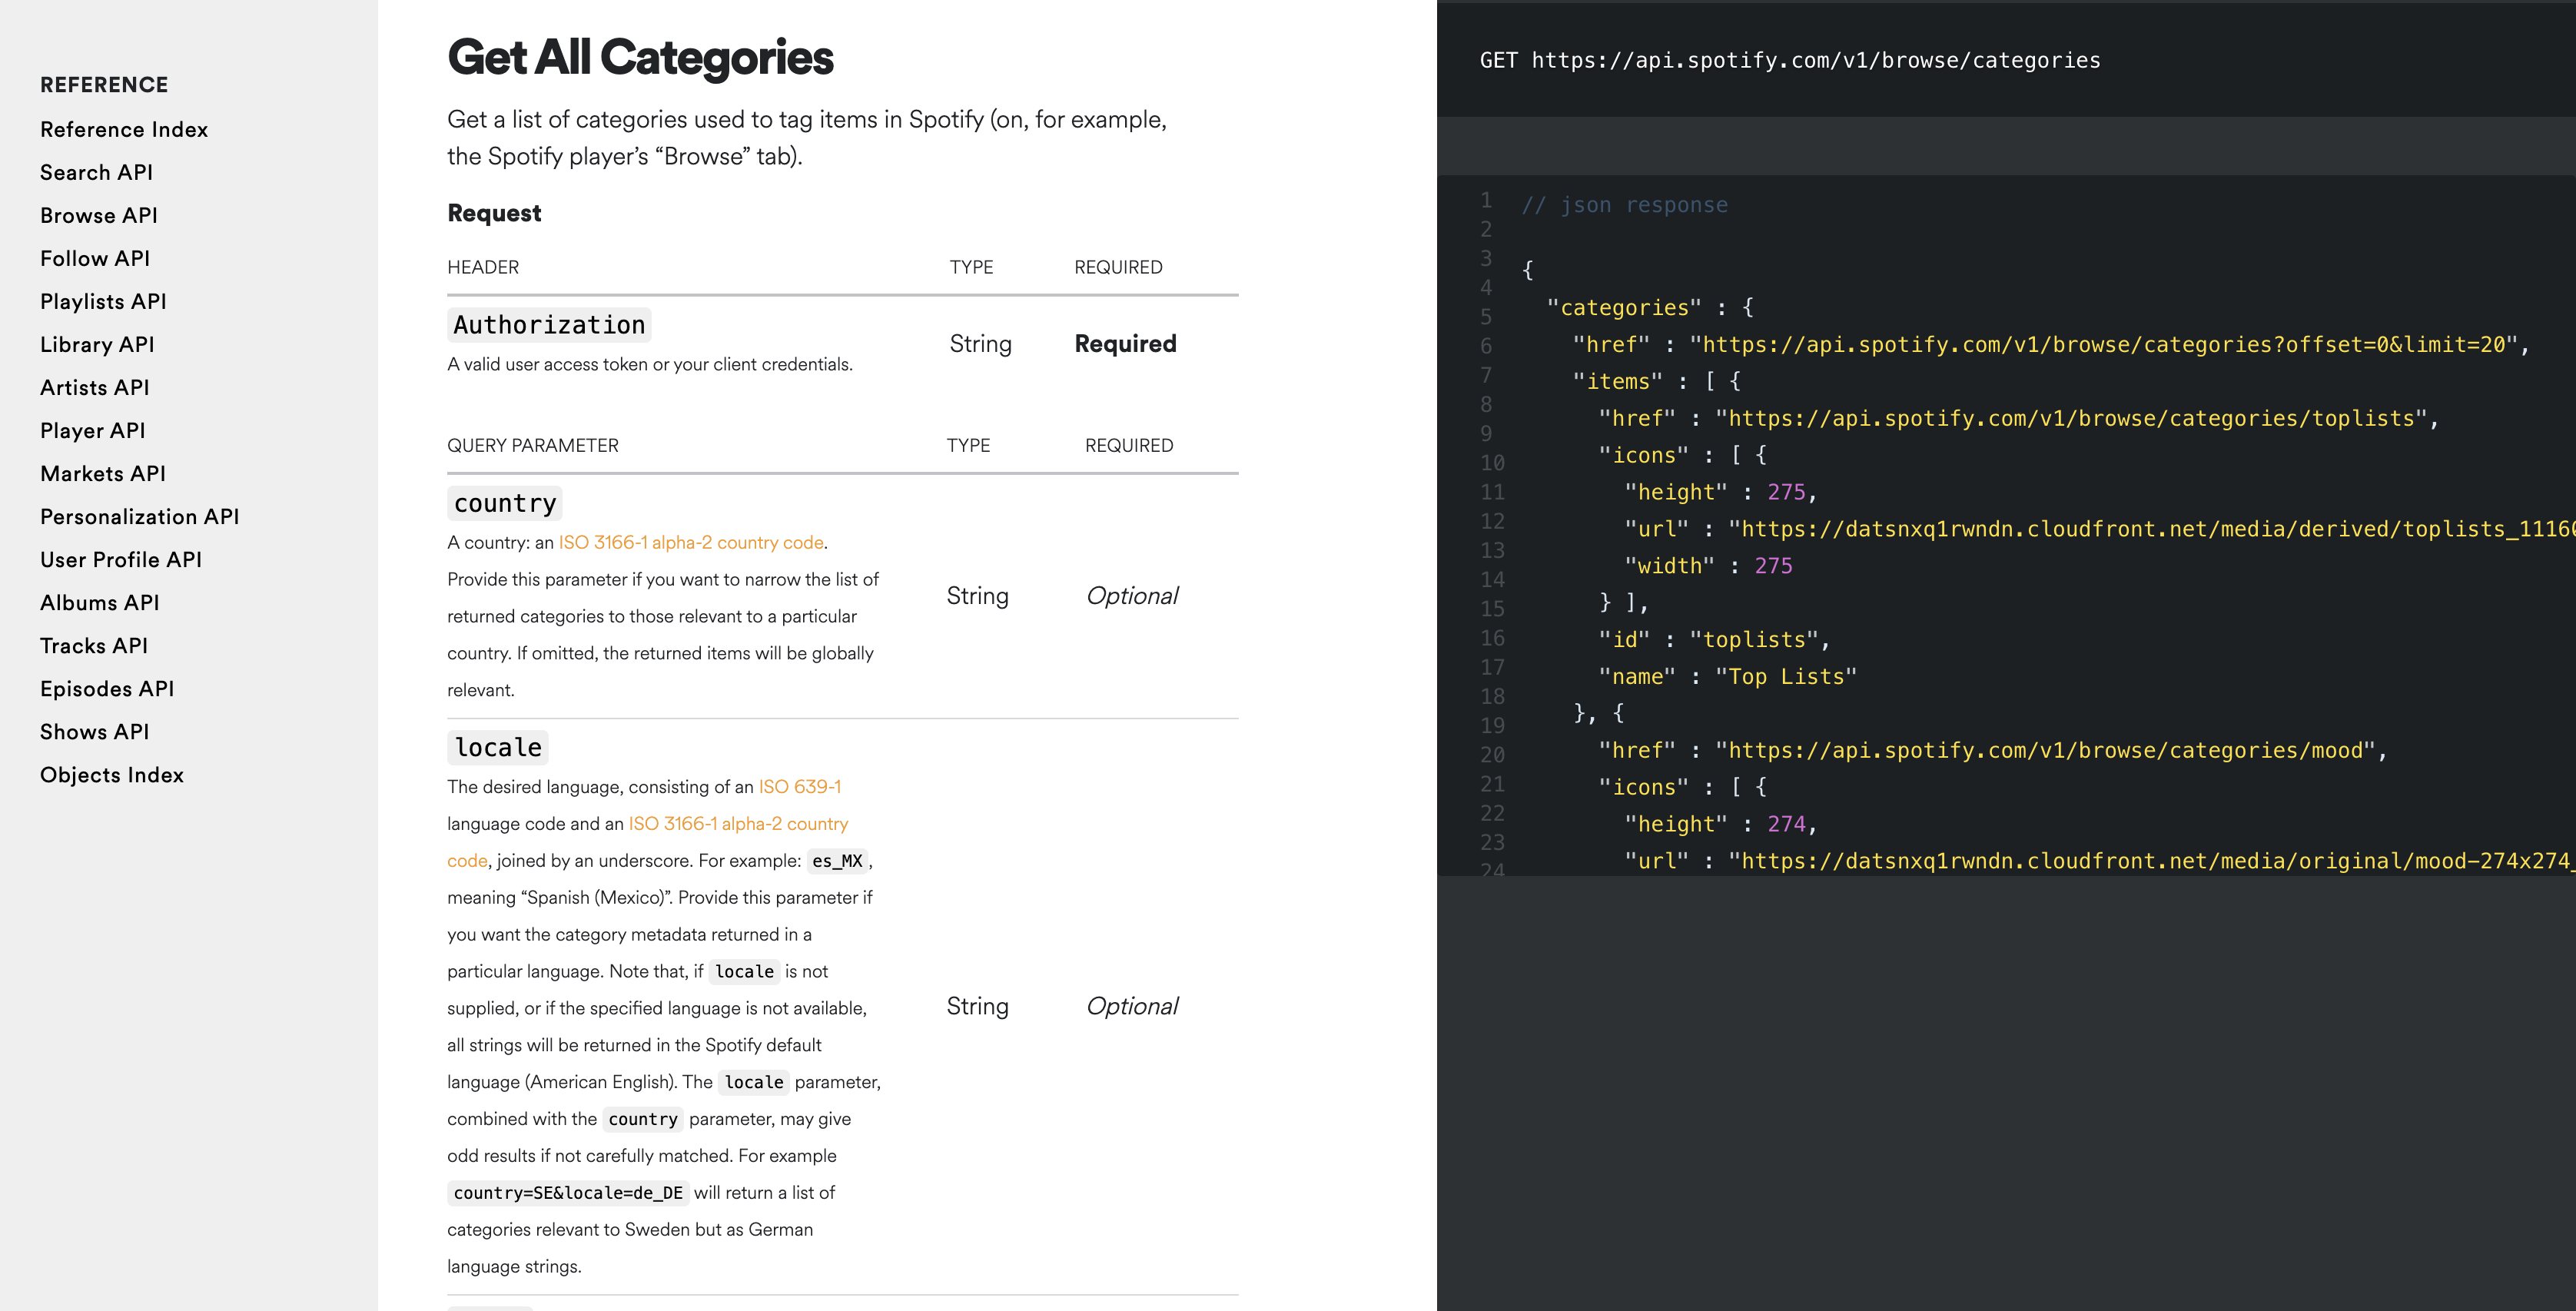 REFERENCE
Reference Index
Search API
Browse API
Follow API
Playlists API
Library API
Artists API
Player API
Markets API
Personalization API
User Profile API
Albums API
Tracks API
Episodes API
Shows API
Objects Index
Get All Categories
Get a list of categories used to tag items in Spotify (on, for example,
the Spotify player’s “Browse” tab).
Request
HEADER TYPE REQUIRED
Authorization
A valid user access token or your client credentials.
String Required
QUERY PARAMETER TYPE REQUIRED
country
A country: an ISO 3166-1 alpha-2 country code.
Provide this parameter if you want to narrow the list of
returned categories to those relevant to a particular
country. If omitted, the returned items will be globally
relevant.
String Optional
locale
The desired language, consisting of an ISO 639-1
language code and an ISO 3166-1 alpha-2 country
code, joined by an underscore. For example: es_MX,
meaning “Spanish (Mexico)”. Provide this parameter if
you want the category metadata returned in a
particular language. Note that, if locale is not
supplied, or if the specified language is not available,
all strings will be returned in the Spotify default
language (American English). The locale parameter,
combined with the country parameter, may give
odd results if not carefully matched. For example
country=SE&locale=de_DE will return a list of
categories relevant to Sweden but as German
language strings.
String Optional
GET https://api.spotify.com/v1/browse/categories
1
2
3
4
5
6
7
8
9
10
11
12
13
14
15
16
17
18
19
20
21
22
23
24
// json response
{
"categories" : {
"href" : "https://api.spotify.com/v1/browse/categories?offset=0&limit=20",
"items" : [ {
"href" : "https://api.spotify.com/v1/browse/categories/toplists",
"icons" : [ {
"height" : 275,
"url" : "https://datsnxq1rwndn.cloudfront.net/media/derived/toplists_1116
"width" : 275
} ],
"id" : "toplists",
"name" : "Top Lists"
}, {
"href" : "https://api.spotify.com/v1/browse/categories/mood",
"icons" : [ {
"height" : 274,
"url" : "https://datsnxq1rwndn.cloudfront.net/media/original/mood-274x274_